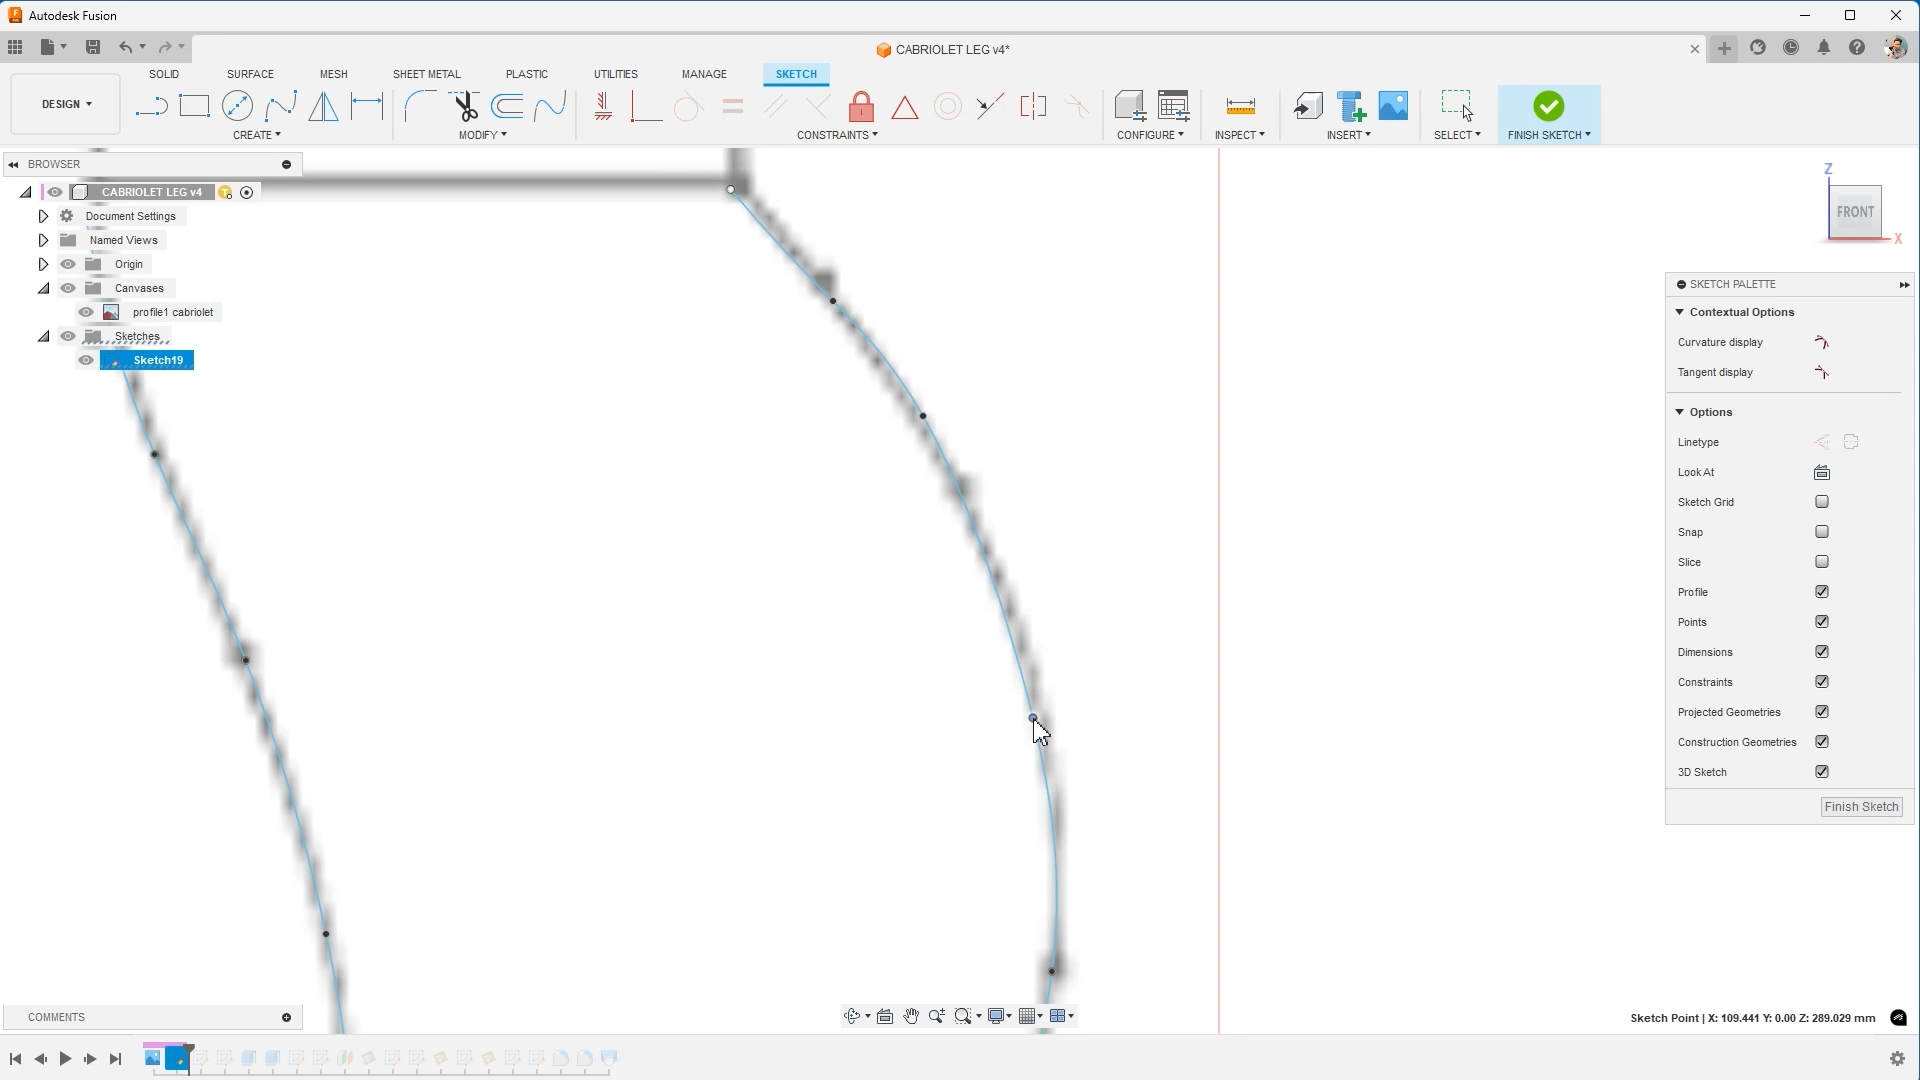 Autodesk Fusion
CABRIOLET LEG v4*
SOLID SURFACE MESH SHEET METAL PLASTIC UTILITIES MANAGE SKETCH
DESIGN
CREATE MODIFY CONSTRAINTS CONFIGURE INSPECT INSERT SELECT FINISH SKETCH
BROWSER
CABRIOLET LEG v4
Document Settings
Named Views
Origin
Canvases
profile1 cabriolet
Sketches
Sketch19
Z
FRONT
X
SKETCH PALETTE
Contextual Options
Curvature display
Tangent display
Options
Linetype
Look At
Sketch Grid
Snap
Slice
Profile
Points
Dimensions
Constraints
Projected Geometries
Construction Geometries
3D Sketch
Finish Sketch
COMMENTS
Sketch Point | X: 109.441 Y: 0.00 Z: 289.029 mm